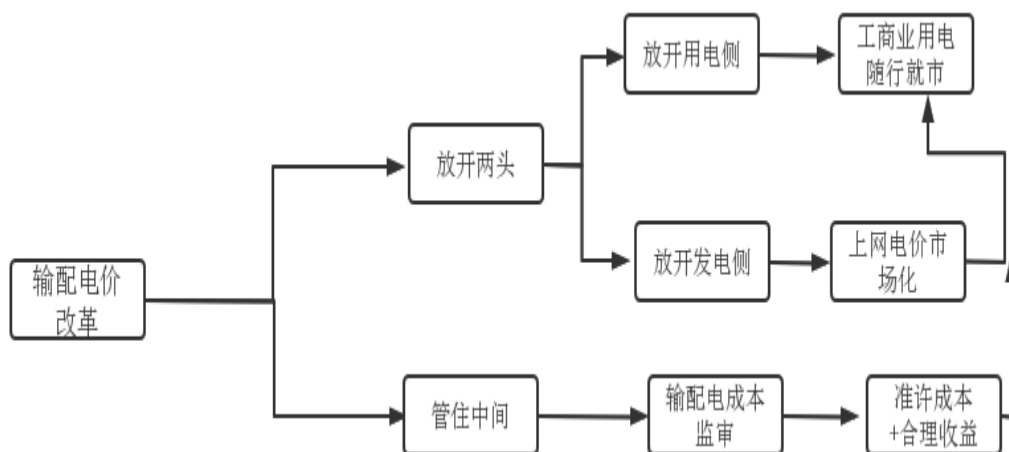 放开用电侧
工商业用电
随行就市
放开两头
放开发电侧
上网电价市
场化
输配电价
改革
管住中间
输配电成本
监审
准许成本
+合理收益